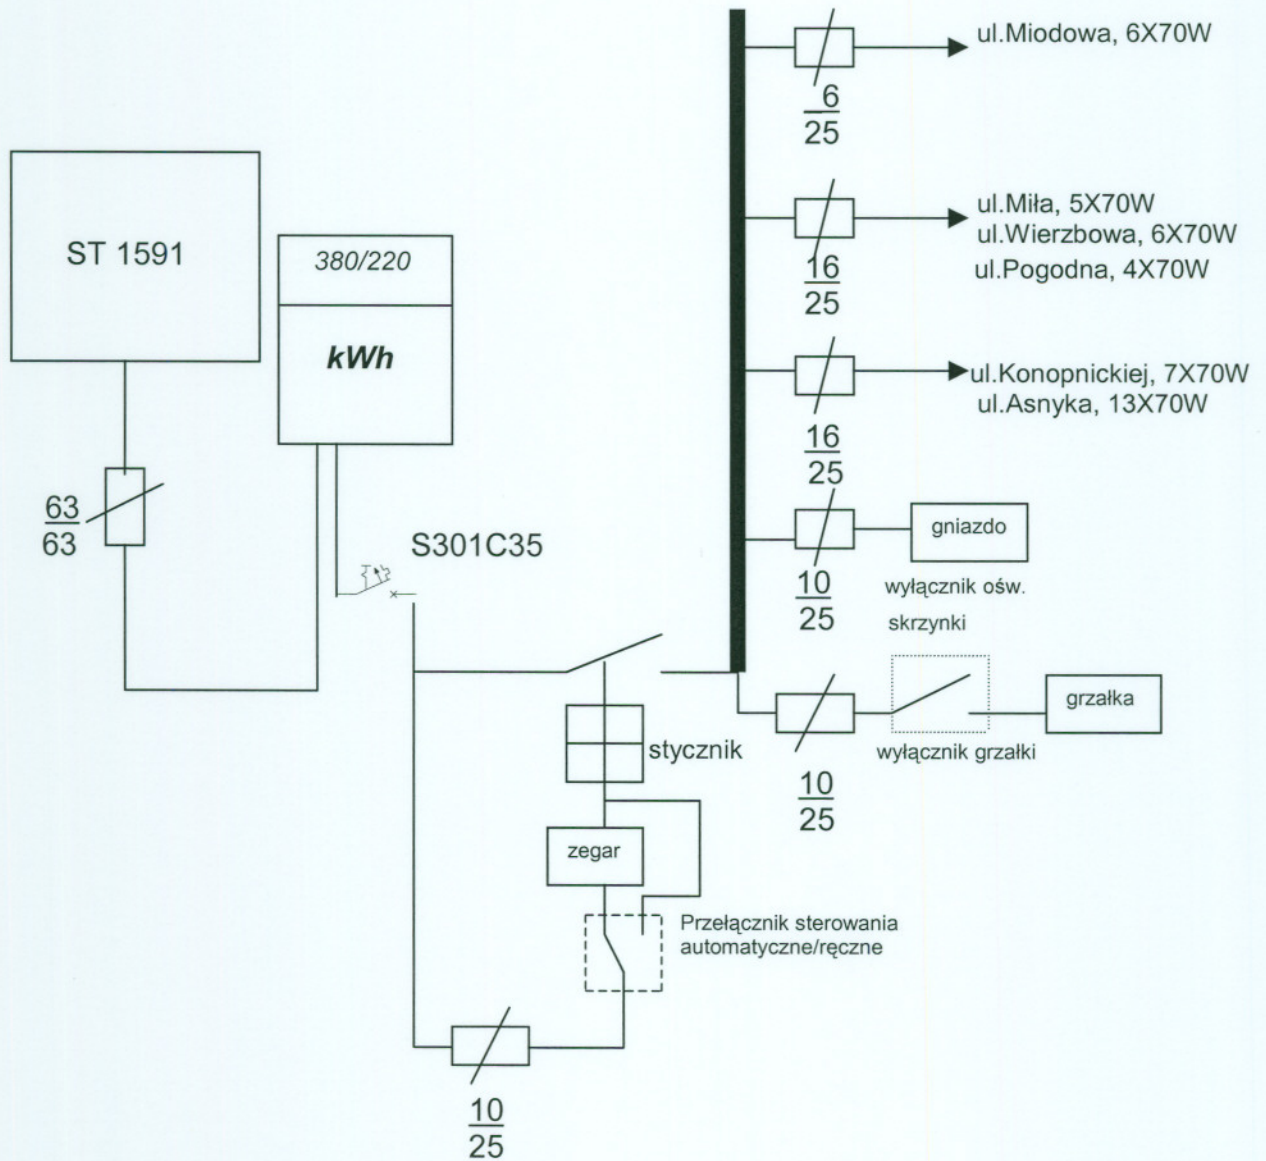 ul.Miodowa, 6X70W
6
25
ST 1591
380/220
kWh
ul.Miła, 5X70W
ul.Wierzbowa, 6X70W
ul.Pogodna, 4X70W
16
25
ul.Konopnickiej, 7X70W
ul.Asnyka, 13X70W
16
25
63
63
S301C35
gniazdo
10
25
wyłącznik ośw.
skrzynki
grzałka
wyłącznik grzałki
10
25
stycznik
zegar
Przełącznik sterowania
automatyczne/ręczne
10
25